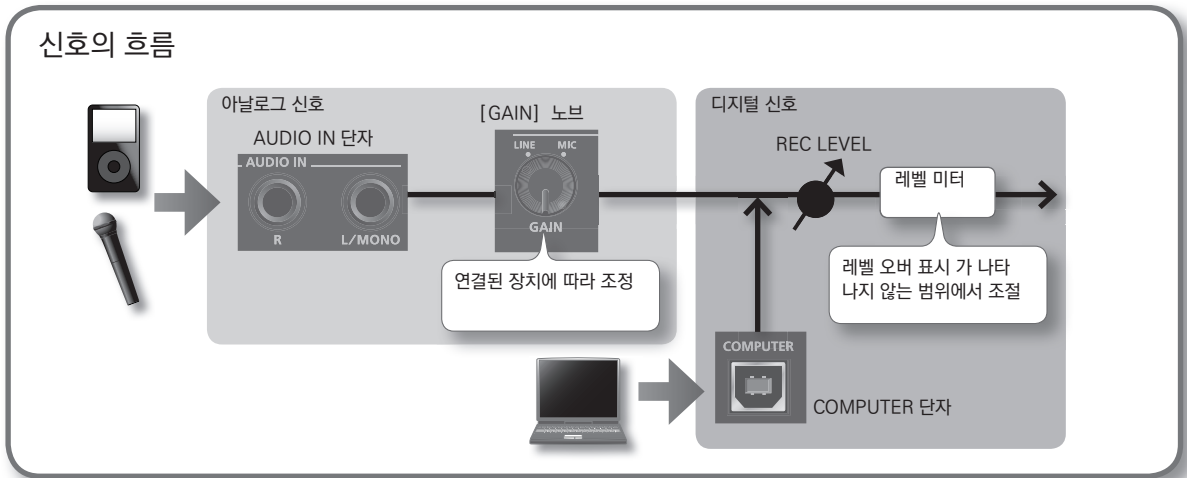 신호의 흐름
아날로그 신호
AUDIO IN 단자
AUDIO IN
R
L/MONO
[GAIN] 노브
LINE
MIC
GAIN
연결된 장치에 따라 조정
디지털 신호
REC LEVEL
레벨 미터
레벨 오버 표시 가 나타
나지 않는 범위에서 조절
COMPUTER
COMPUTER 단자